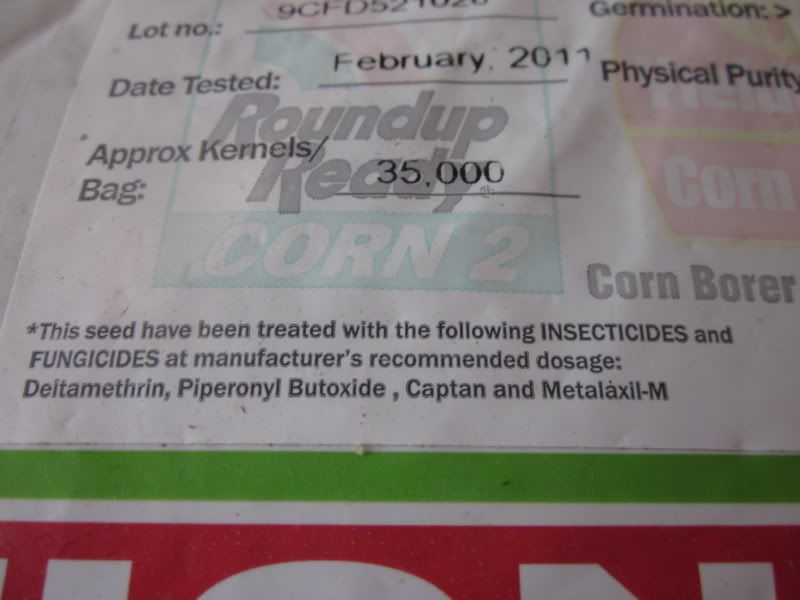 9CFD521020
Lot no.:
Germination: >
Date Tested: February, 2011
Physical Purity
Roundup
Ready®
CORN 2
Approx Kernels/
Bag: 35,000
Corn
Corn Borer
*This seed have been treated with the following INSECTICIDES and
FUNGICIDES at manufacturer's recommended dosage:
Deltamethrin, Piperonyl Butoxide , Captan and Metalaxil-M